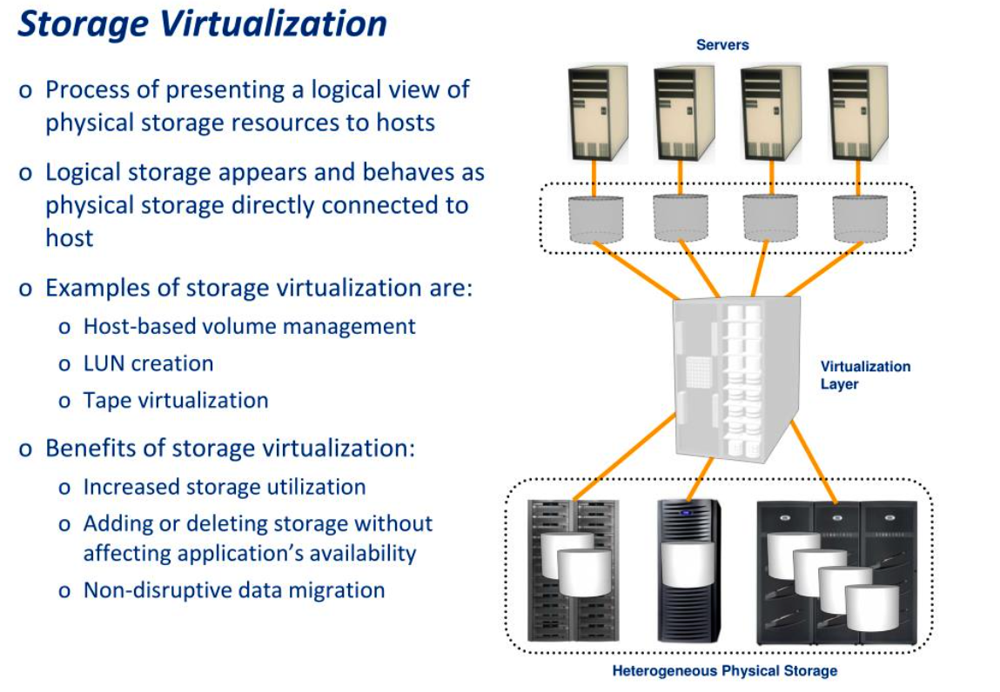 Storage Virtualization
o Process of presenting a logical view of
physical storage resources to hosts
o Logical storage appears and behaves as
physical storage directly connected to
host
o Examples of storage virtualization are:
o Host-based volume management
o LUN creation
o Tape virtualization
o Benefits of storage virtualization:
o Increased storage utilization
o Adding or deleting storage without
affecting application’s availability
o Non-disruptive data migration
Servers
Virtualization
Layer
Heterogeneous Physical Storage